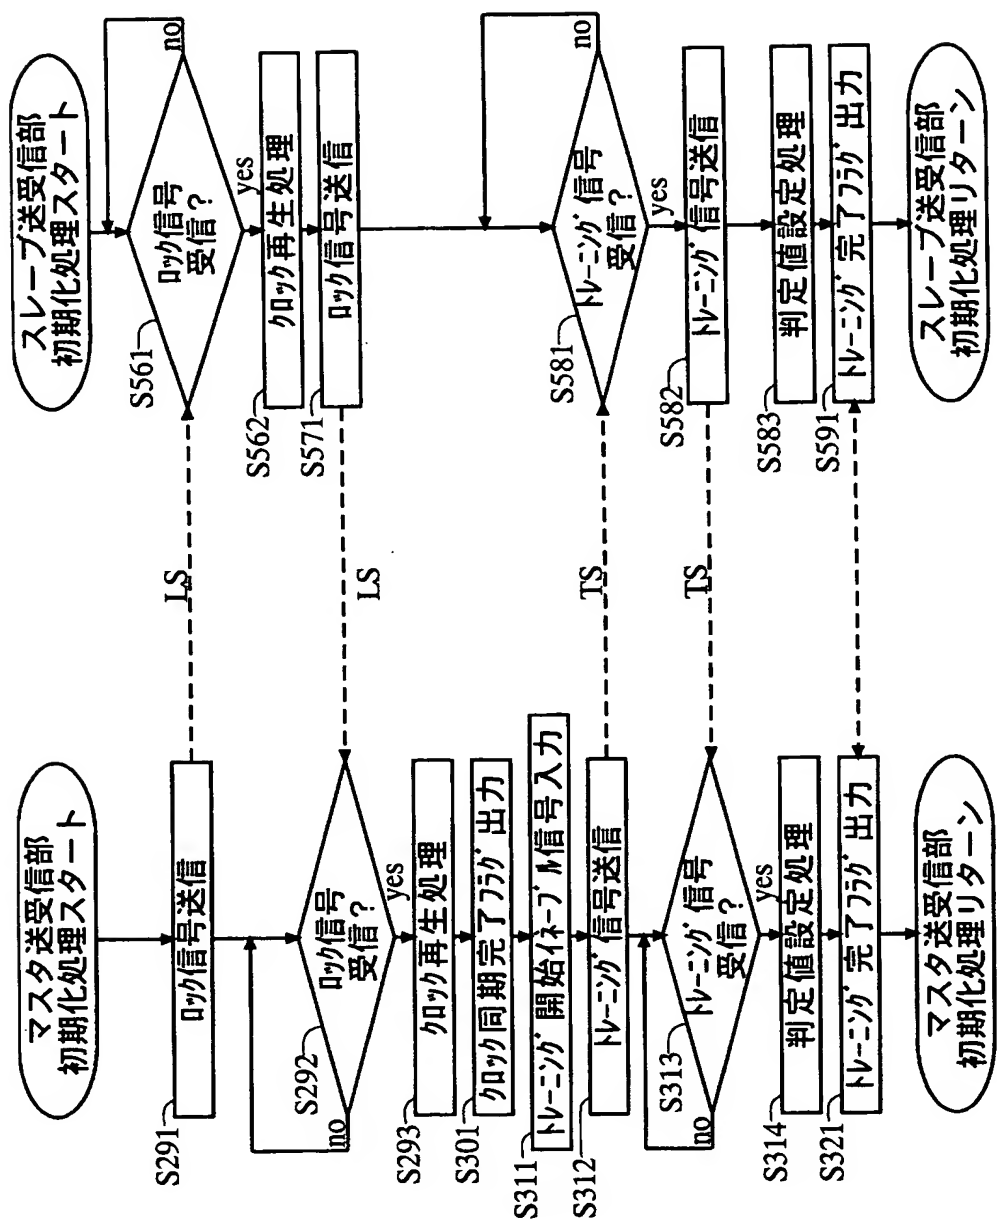 マスタ送受信部
初期化処理スタート
S291
ロック信号送信
LS
S292
ロック信号
受信?
no
yes
LS
S293
クロック再生処理
S301
クロック同期完了フラグ出力
S311
トレーニング開始イネーブル信号入力
S312
トレーニング信号送信
TS
S313
トレーニング信号
受信?
no
yes
TS
S314
判定値設定処理
S321
トレーニング完了フラグ出力
マスタ送受信部
初期化処理リターン
スレーブ送受信部
初期化処理スタート
S561
ロック信号
受信?
no
yes
S562
クロック再生処理
S571
ロック信号送信
S581
トレーニング信号
受信?
no
yes
S582
トレーニング信号送信
S583
判定値設定処理
S591
トレーニング完了フラグ出力
スレーブ送受信部
初期化処理リターン